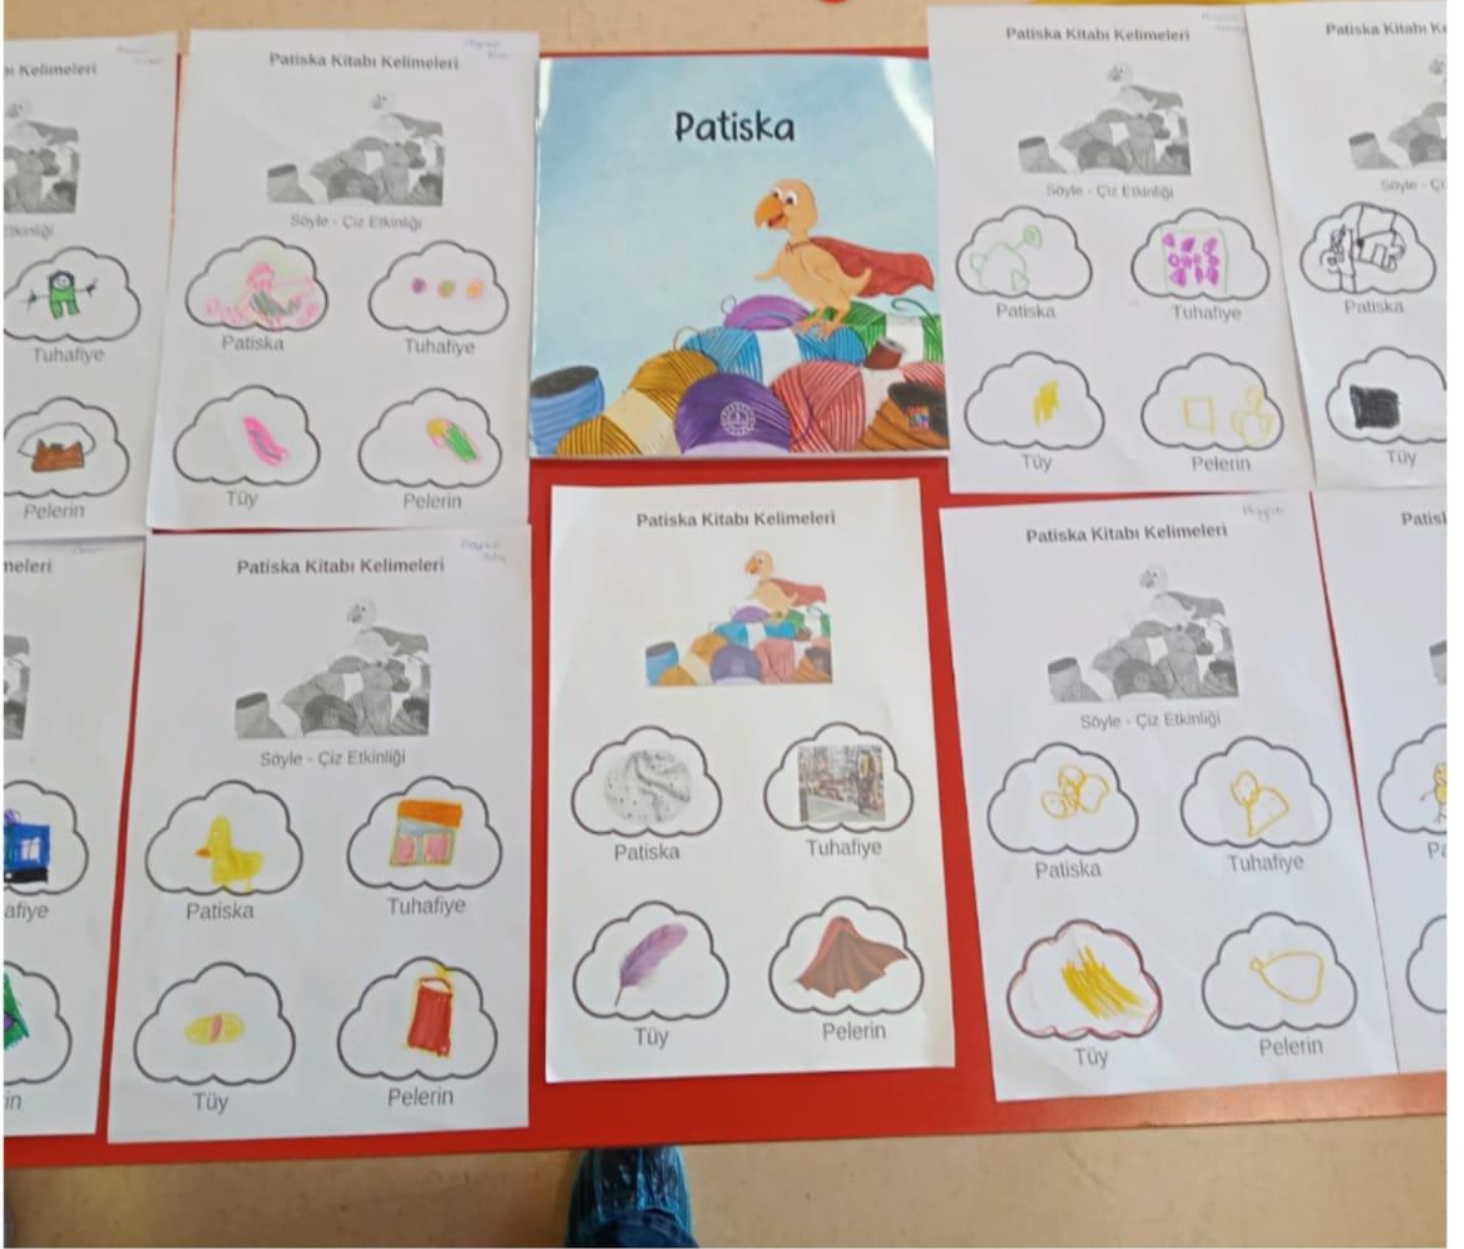 Kelimeleri
Tuhafiye
Pelerin
Patiska Kitabı Kelimeleri
Söyle - Çiz Etkinliği
Patiska
Tuhafiye
Tüy
Pelerin
Patiska
Patiska Kitabı Kelimeleri
Söyle - Çiz Etkinliği
Patiska
Tuhafiye
Tüy
Pelerin
Patiska Kitabı
Söyle -
Patiska
Tüy
Patiska Kitabı Kelimeleri
Söyle - Çiz Etkinliği
Patiska
Tuhafiye
Tüy
Pelerin
Patiska Kitabı Kelimeleri
Patiska
Tuhafiye
Tüy
Pelerin
Patiska Kitabı Kelimeleri
Söyle - Çiz Etkinliği
Patiska
Tuhafiye
Tüy
Pelerin